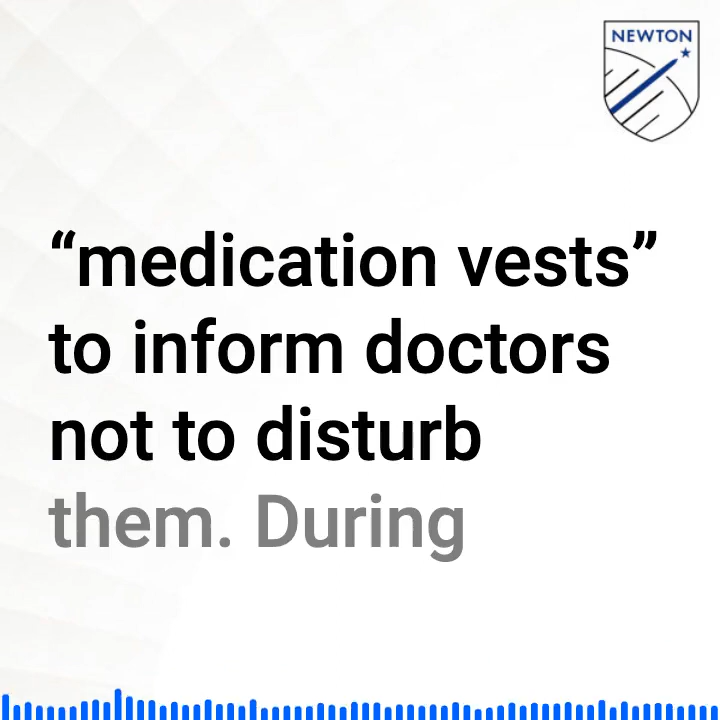 NEWTON
“medication vests”
to inform doctors
not to disturb
them. During